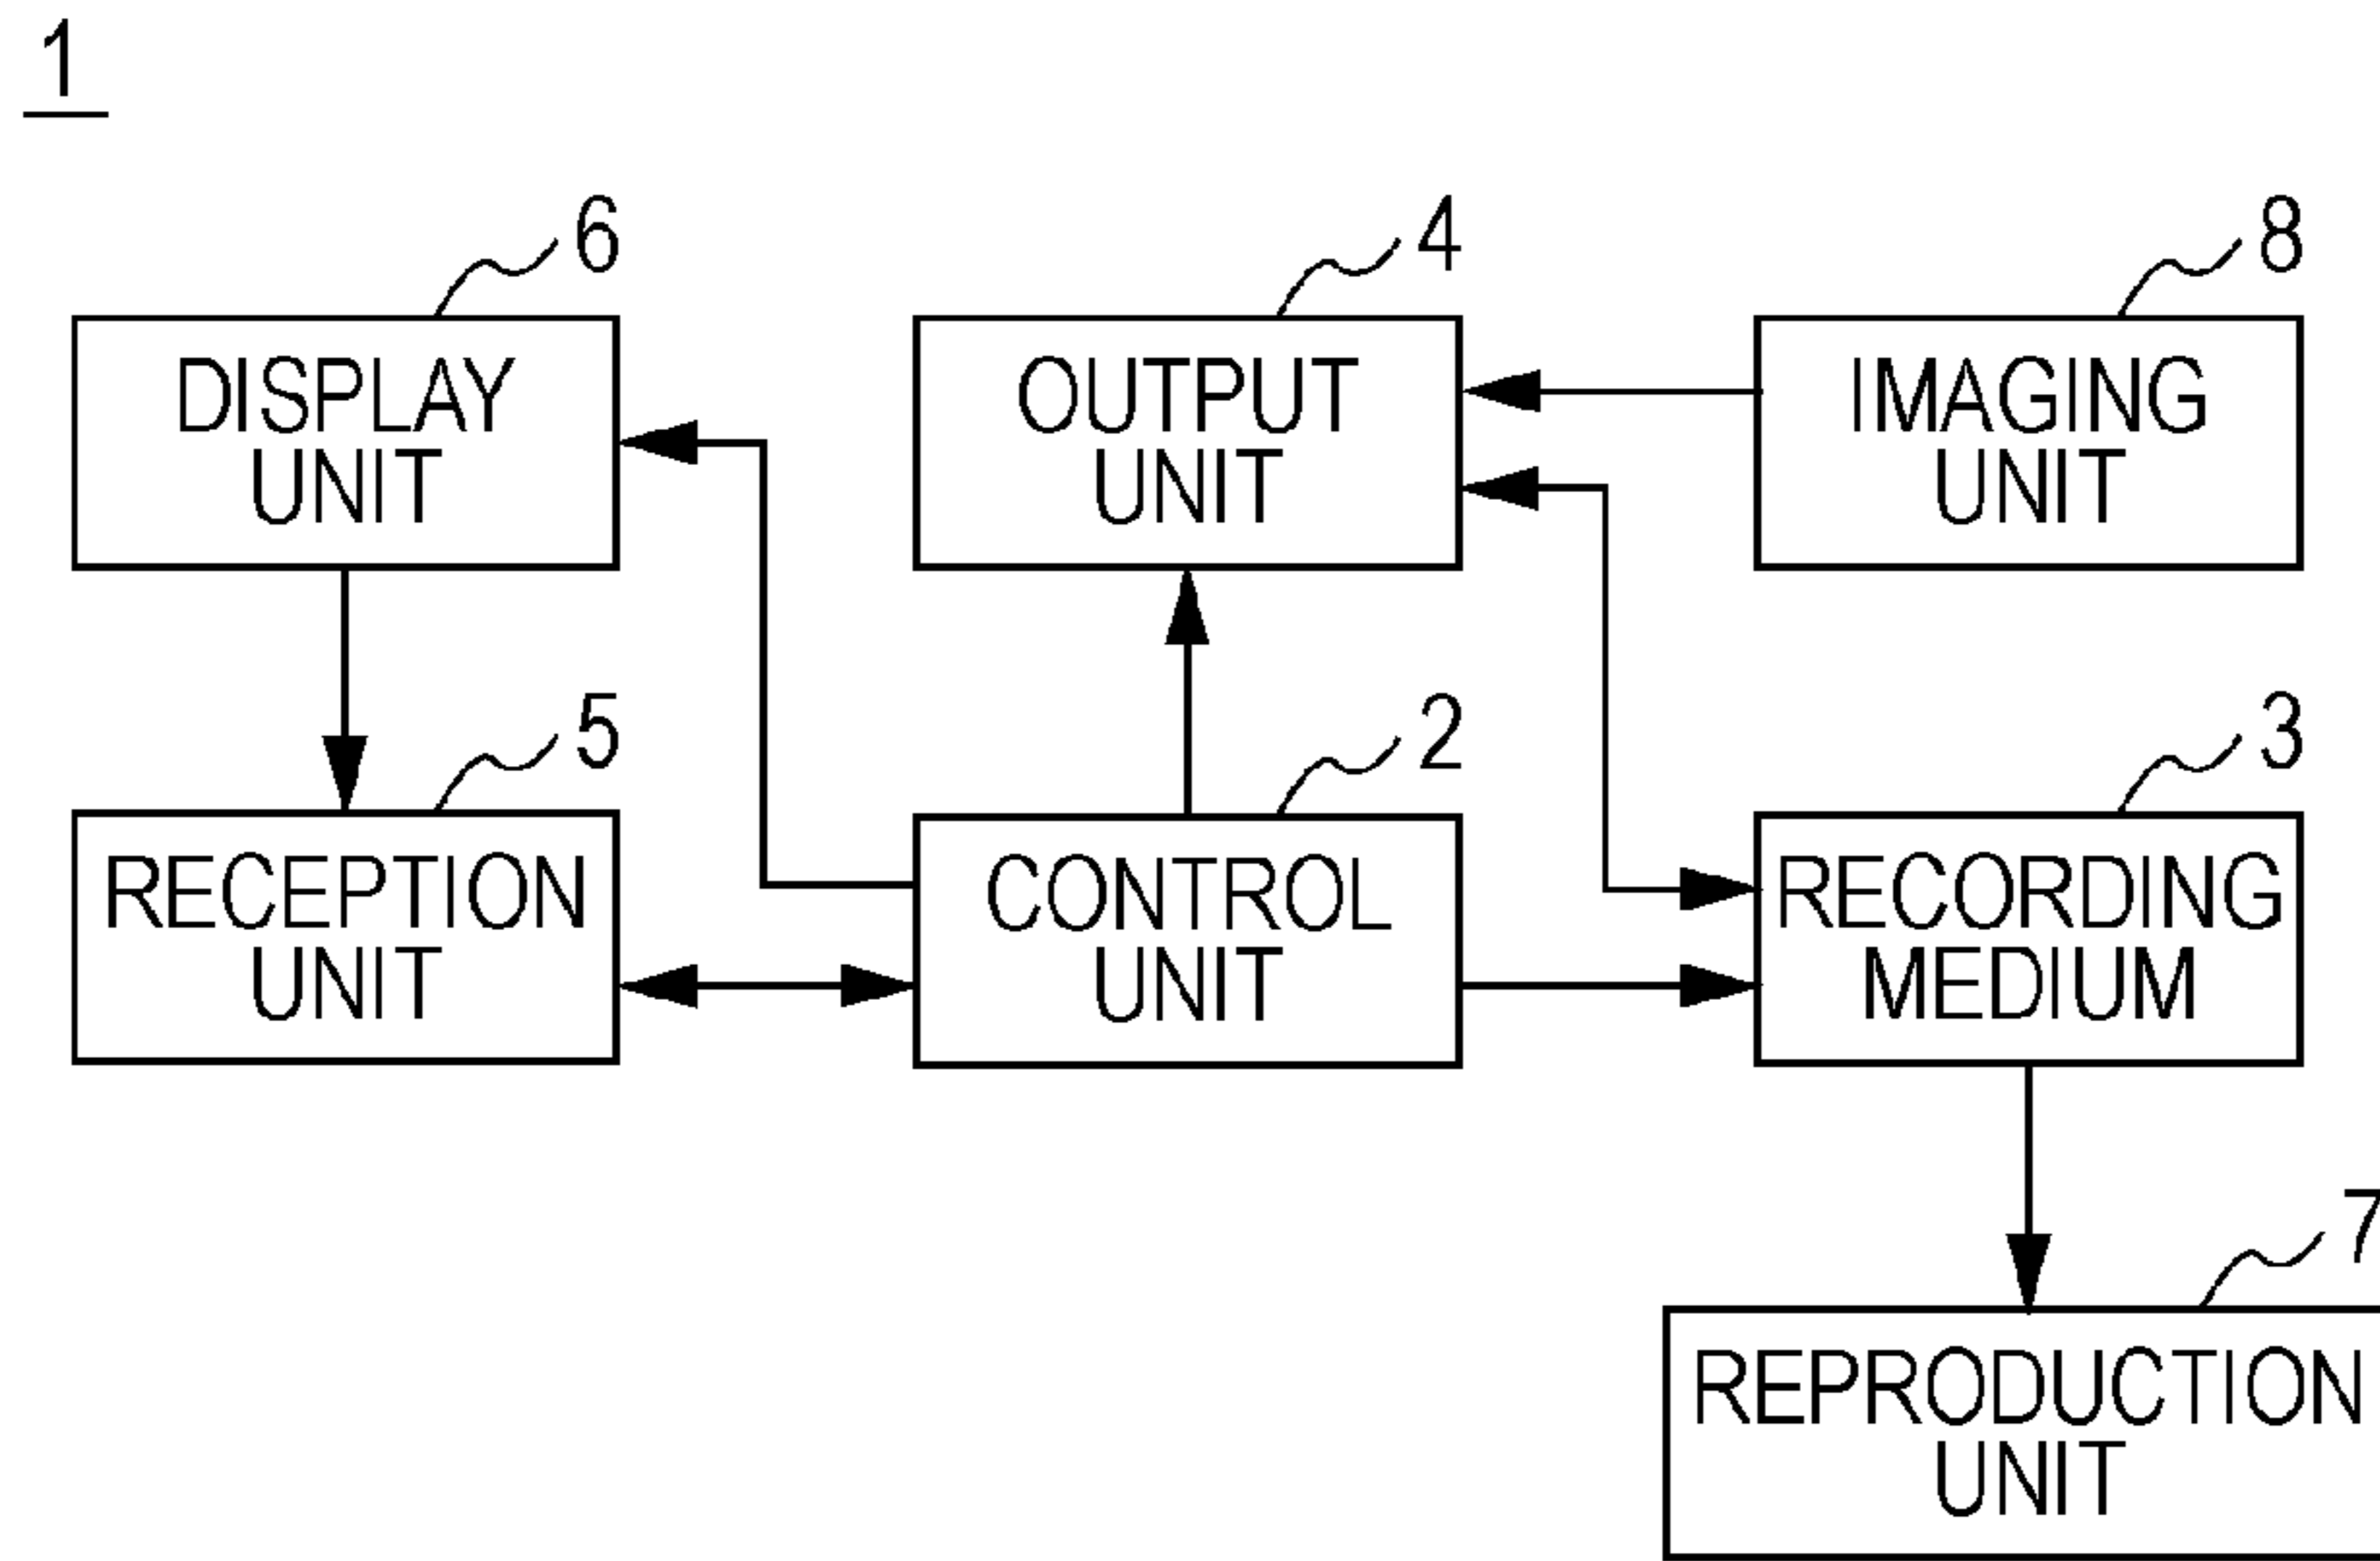 1
6
4
8
DISPLAY
UNIT
OUTPUT
UNIT
IMAGING
UNIT
5
2
3
RECEPTION
UNIT
CONTROL
UNIT
RECORDING
MEDIUM
7
REPRODUCTION
UNIT